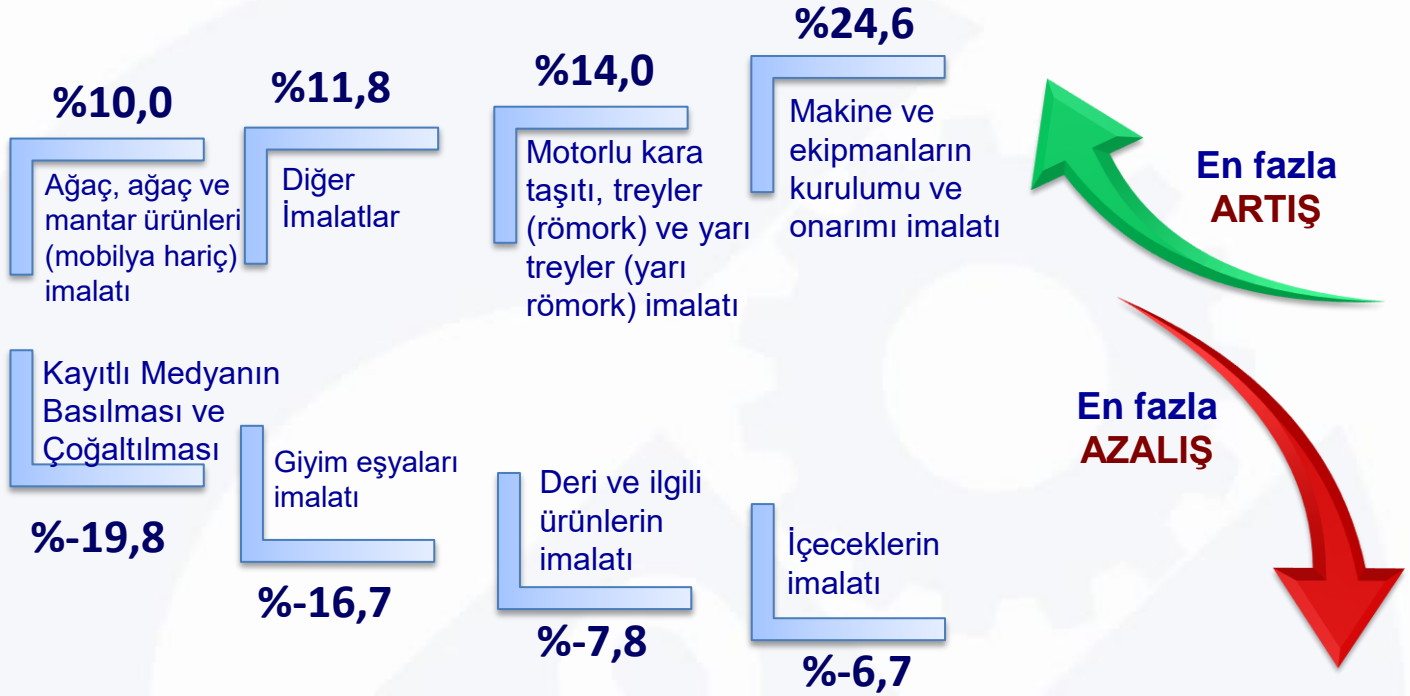 %10,0
Ağaç, ağaç ve
mantar ürünleri
(mobilya hariç)
imalatı
%11,8
Diğer
İmalatlar
%14,0
Motorlu kara
taşıtı, treyler
(römork) ve yarı
treyler (yarı
römork) imalatı
%24,6
Makine ve
ekipmanların
kurulumu ve
onarımı imalatı
En fazla
ARTIŞ
Kayıtlı Medyanın
Basılması ve
Çoğaltılması
%-19,8
Giyim eşyaları
imalatı
%-16,7
Deri ve ilgili
ürünlerin
imalatı
%-7,8
İçeceklerin
imalatı
%-6,7
En fazla
AZALIŞ